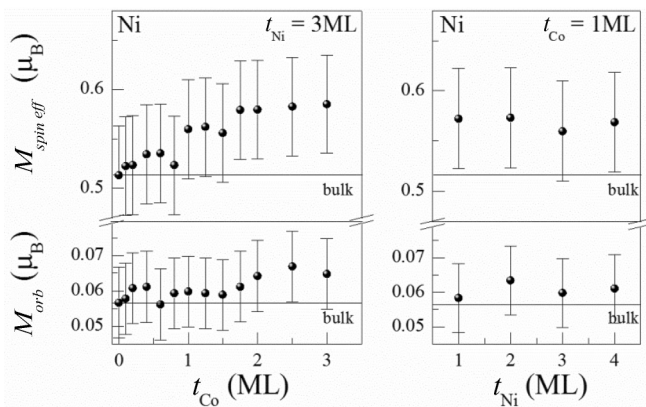 Ni t_Ni = 3ML
Ni t_Co = 1ML
M_spin eff (μ_B)
0.6
0.5
bulk
0.6
0.5
bulk
M_orb (μ_B)
0.07
0.06
0.05
bulk
0.07
0.06
0.05
bulk
0 1 2 3
1 2 3 4
t_Co (ML)
t_Ni (ML)